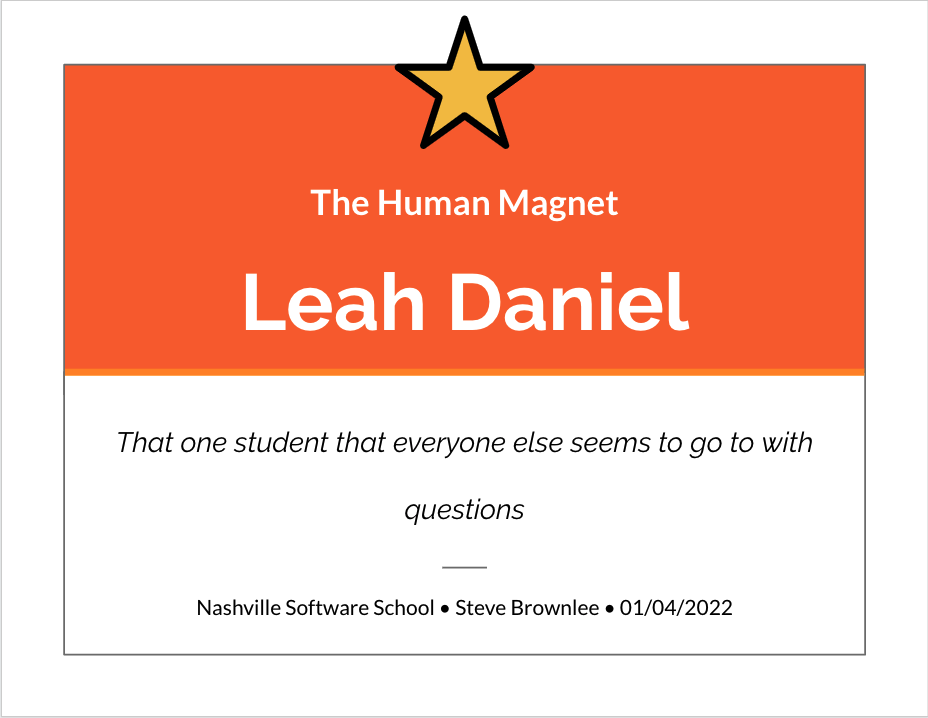 The Human Magnet
Leah Daniel
That one student that everyone else seems to go to with
questions
Nashville Software School • Steve Brownlee • 01/04/2022